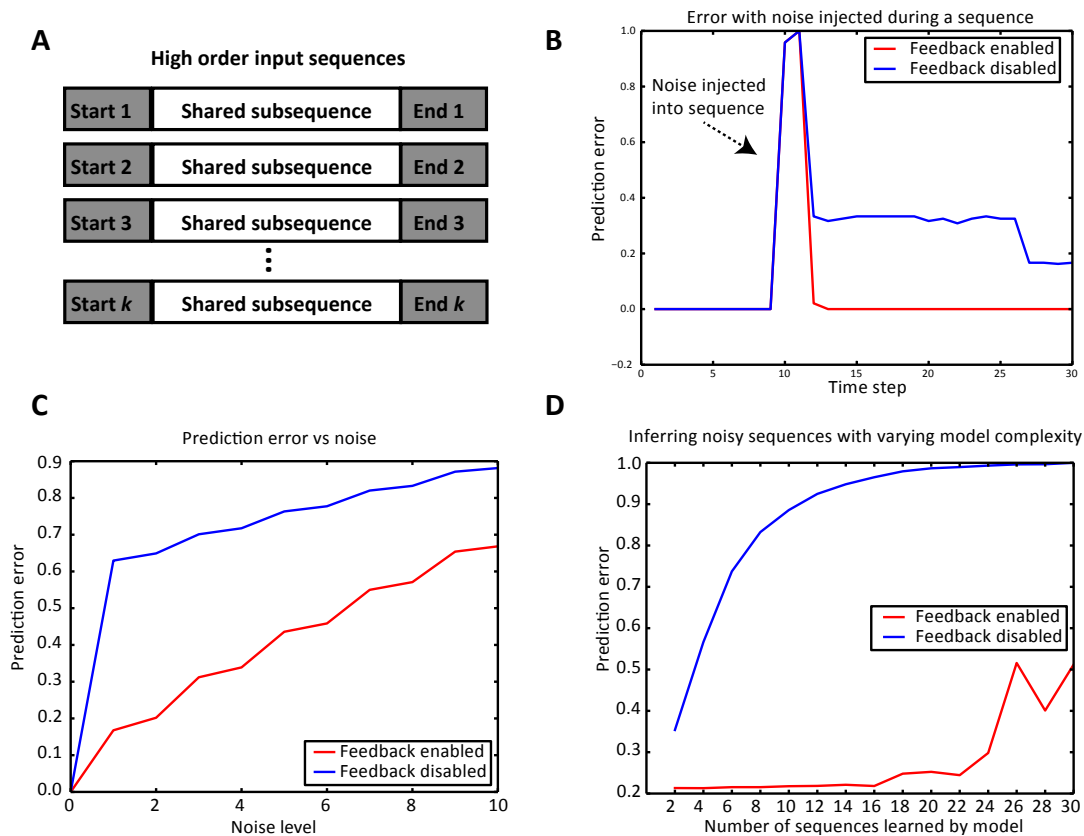 A
High order input sequences
Start 1 Shared subsequence End 1
Start 2 Shared subsequence End 2
Start 3 Shared subsequence End 3
Start k Shared subsequence End k
B
Error with noise injected during a sequence
Feedback enabled
Feedback disabled
Noise injected
into sequence
Prediction error
1.0
0.8
0.6
0.4
0.2
0.0
−0.2
0 5 10 15 20 25 30
Time step
C
Prediction error vs noise
Prediction error
0.9
0.8
0.7
0.6
0.5
0.4
0.3
0.2
0.1
0.0
0 2 4 6 8 10
Noise level
Feedback enabled
Feedback disabled
D
Inferring noisy sequences with varying model complexity
Prediction error
1.0
0.9
0.8
0.7
0.6
0.5
0.4
0.3
0.2
Feedback enabled
Feedback disabled
2 4 6 8 10 12 14 16 18 20 22 24 26 28 30
Number of sequences learned by model